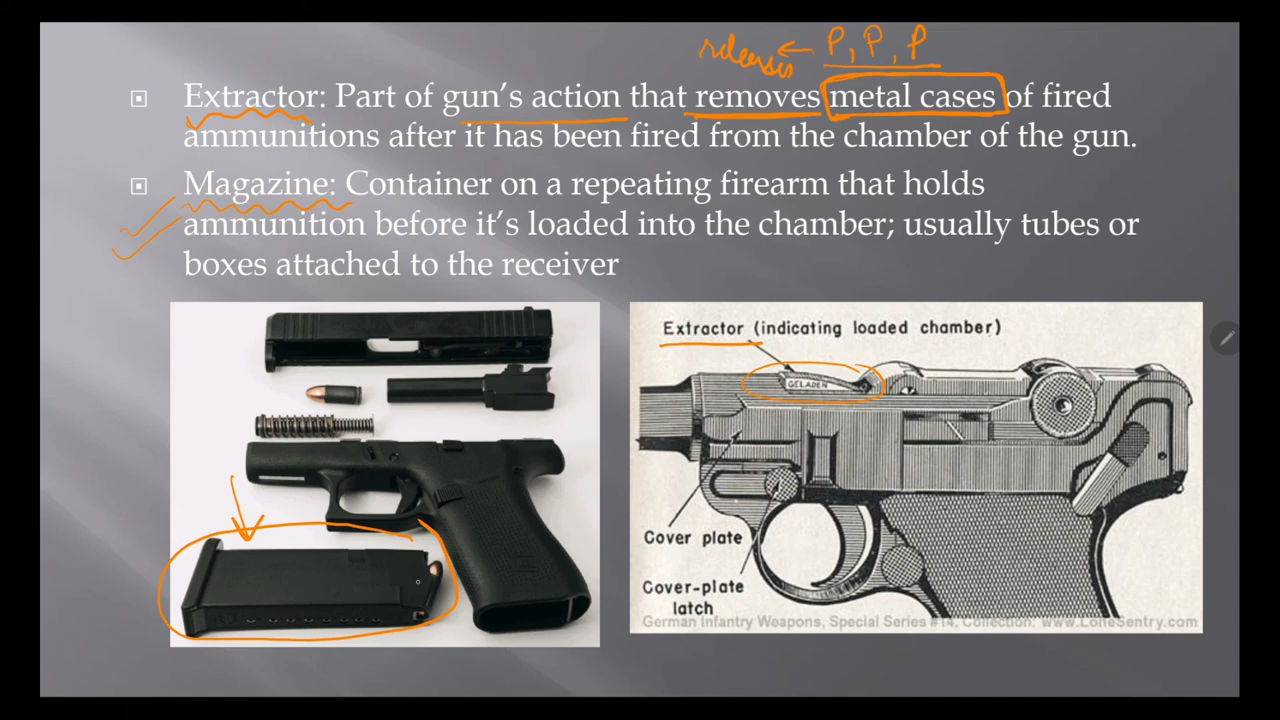 releases ← P, P, P
Extractor: Part of gun's action that removes metal cases of fired
ammunitions after it has been fired from the chamber of the gun.
Magazine: Container on a repeating firearm that holds
ammunition before it's loaded into the chamber; usually tubes or
boxes attached to the receiver
Extractor (indicating loaded chamber)
GELADEN
Cover plate
Cover-plate
latch
German Infantry Weapons, Special Series #14, Collection: www.LoneSentry.com